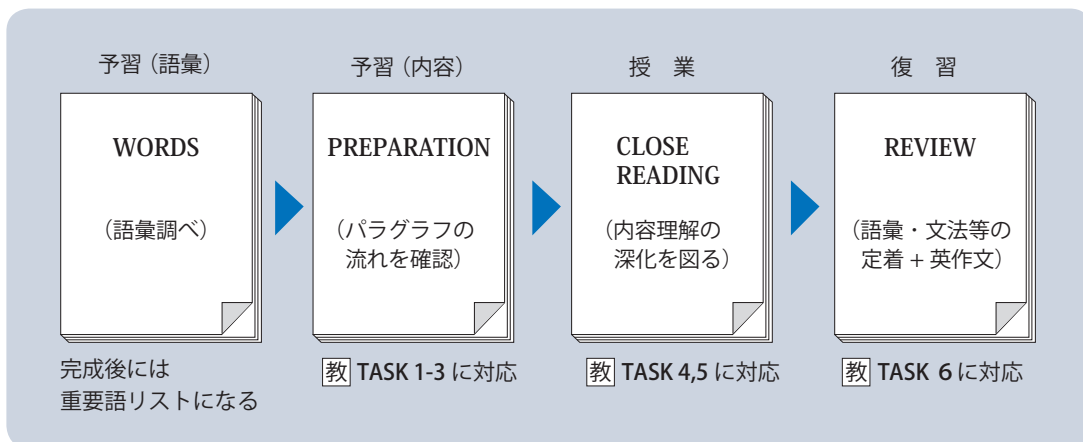 予習（語彙）
WORDS
（語彙調べ）
完成後には
重要語リストになる
予習（内容）
PREPARATION
（パラグラフの
流れを確認）
教 TASK 1-3 に対応
授　業
CLOSE
READING
（内容理解の
深化を図る）
教 TASK 4,5 に対応
復　習
REVIEW
（語彙・文法等の
定着 + 英作文）
教 TASK 6 に対応